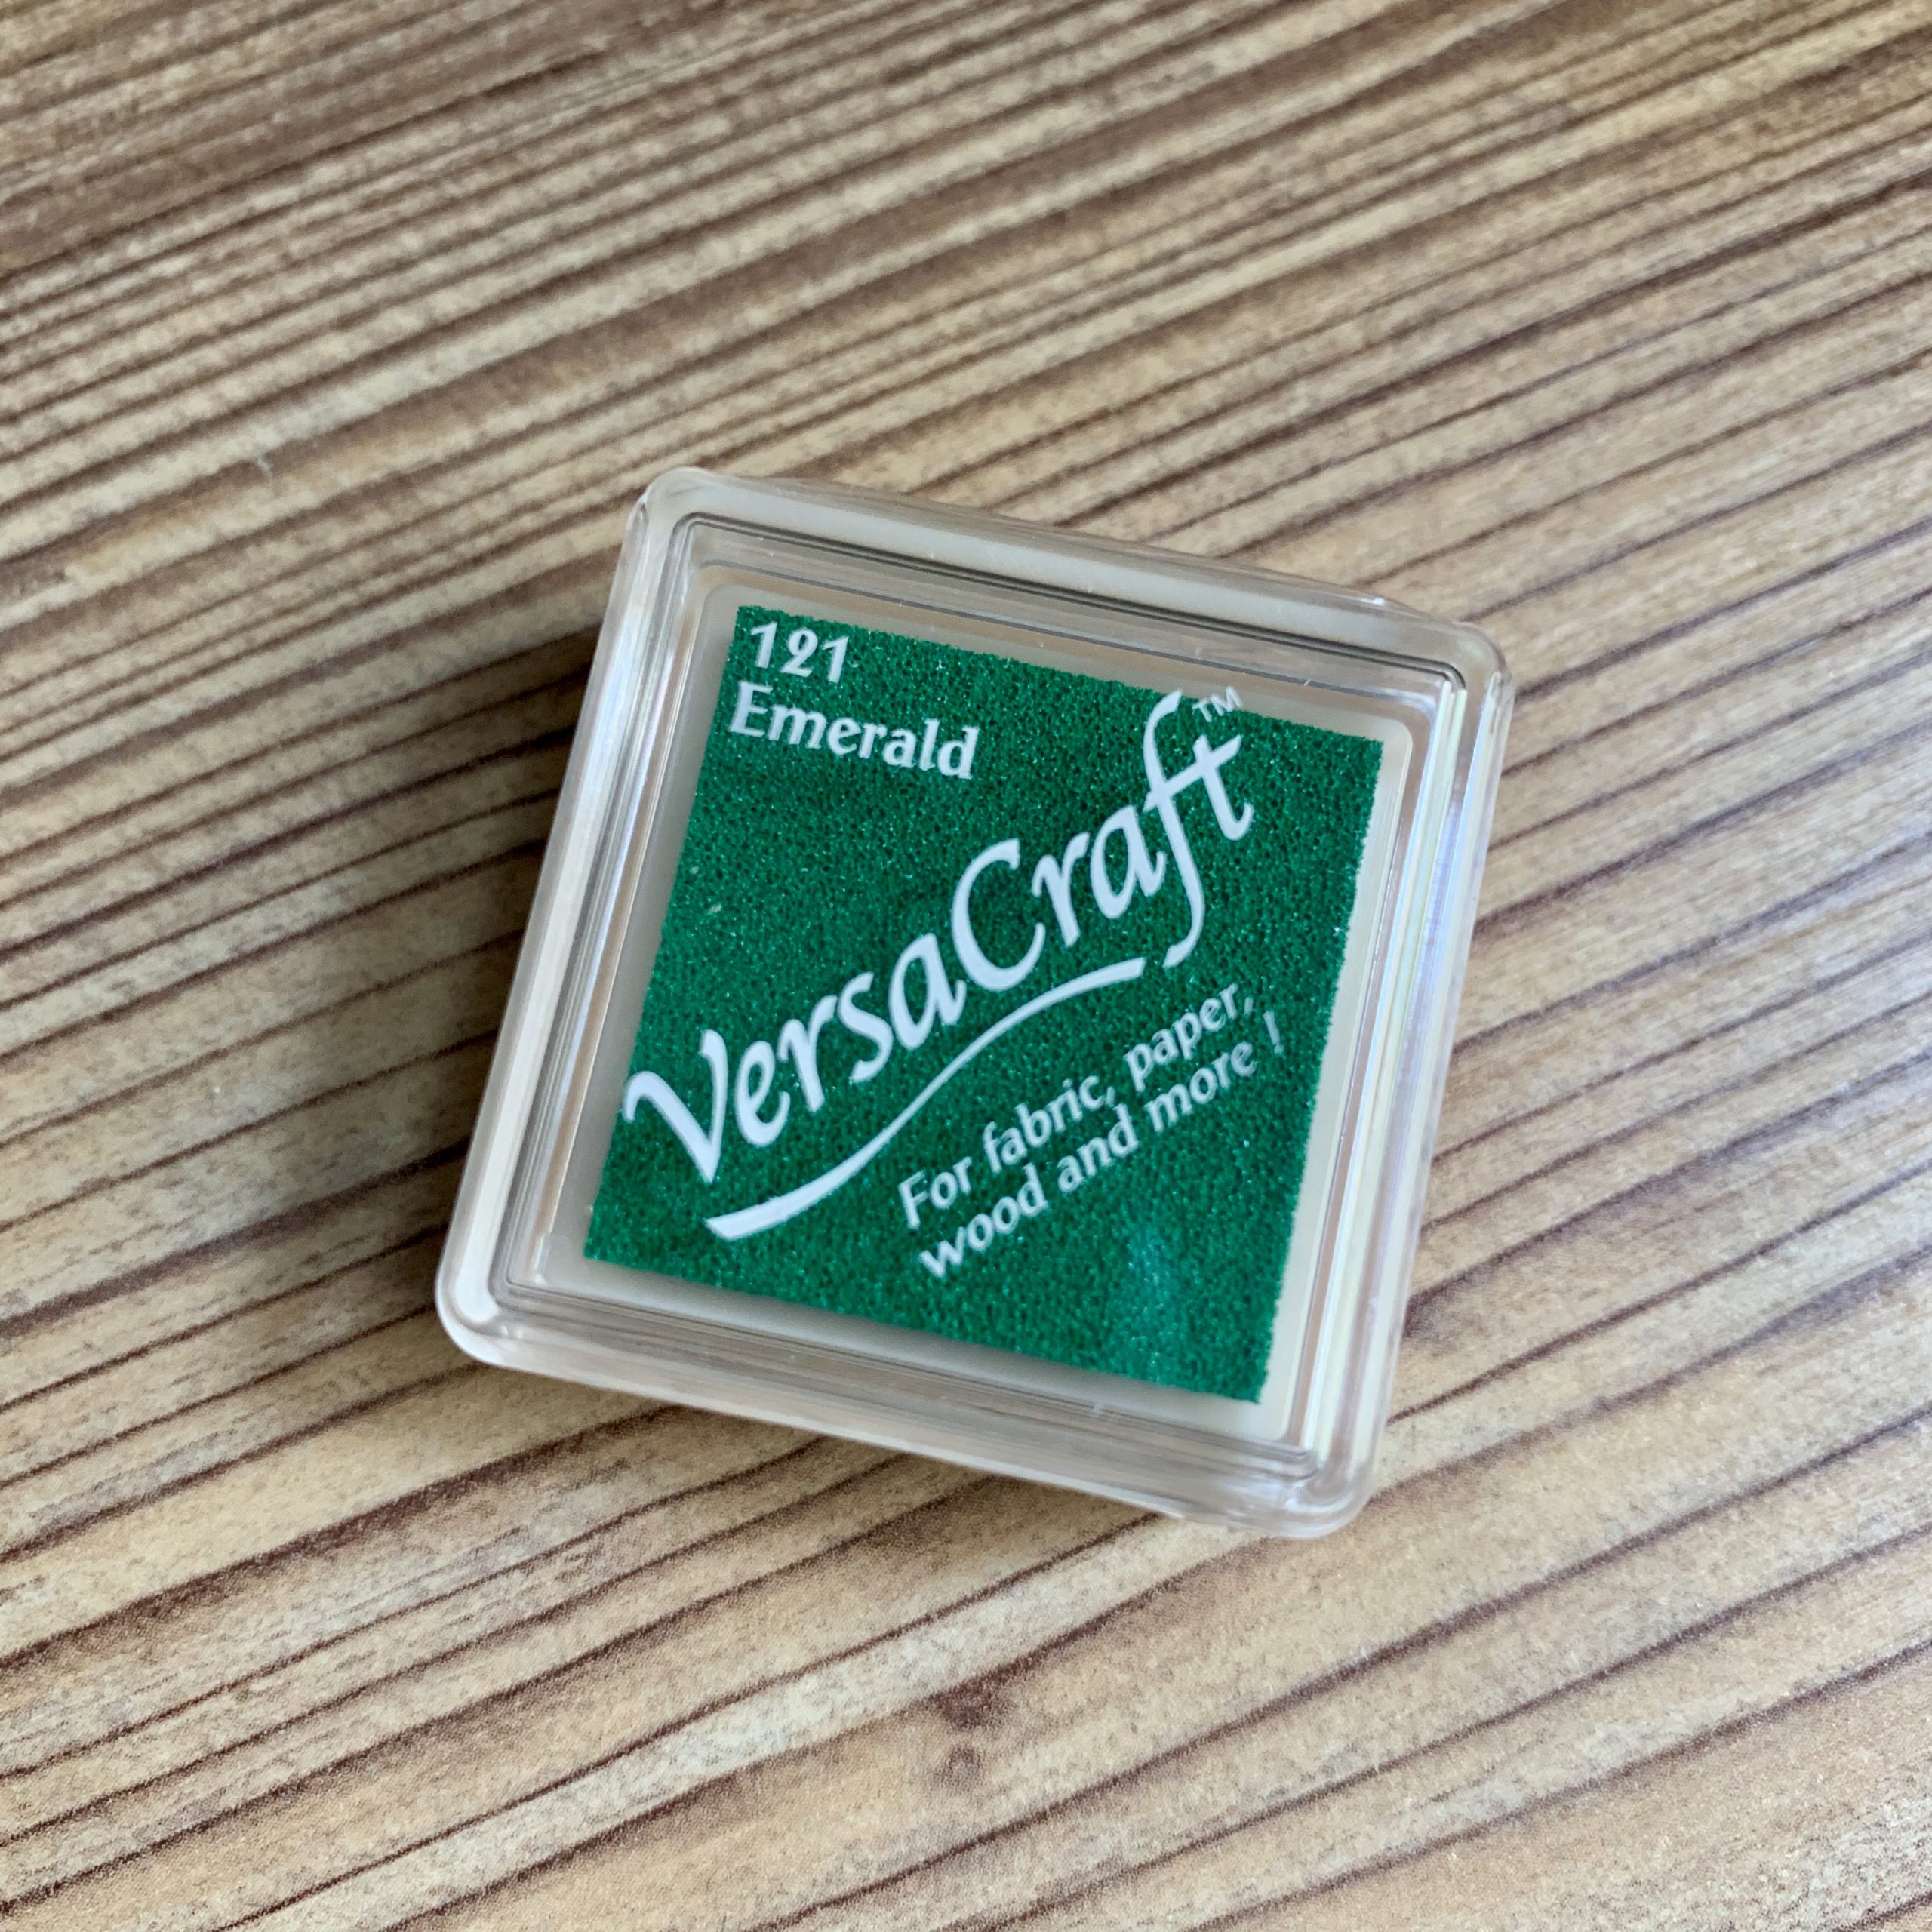 121
Emerald
VersaCraft™
For fabric, paper,
wood and more !